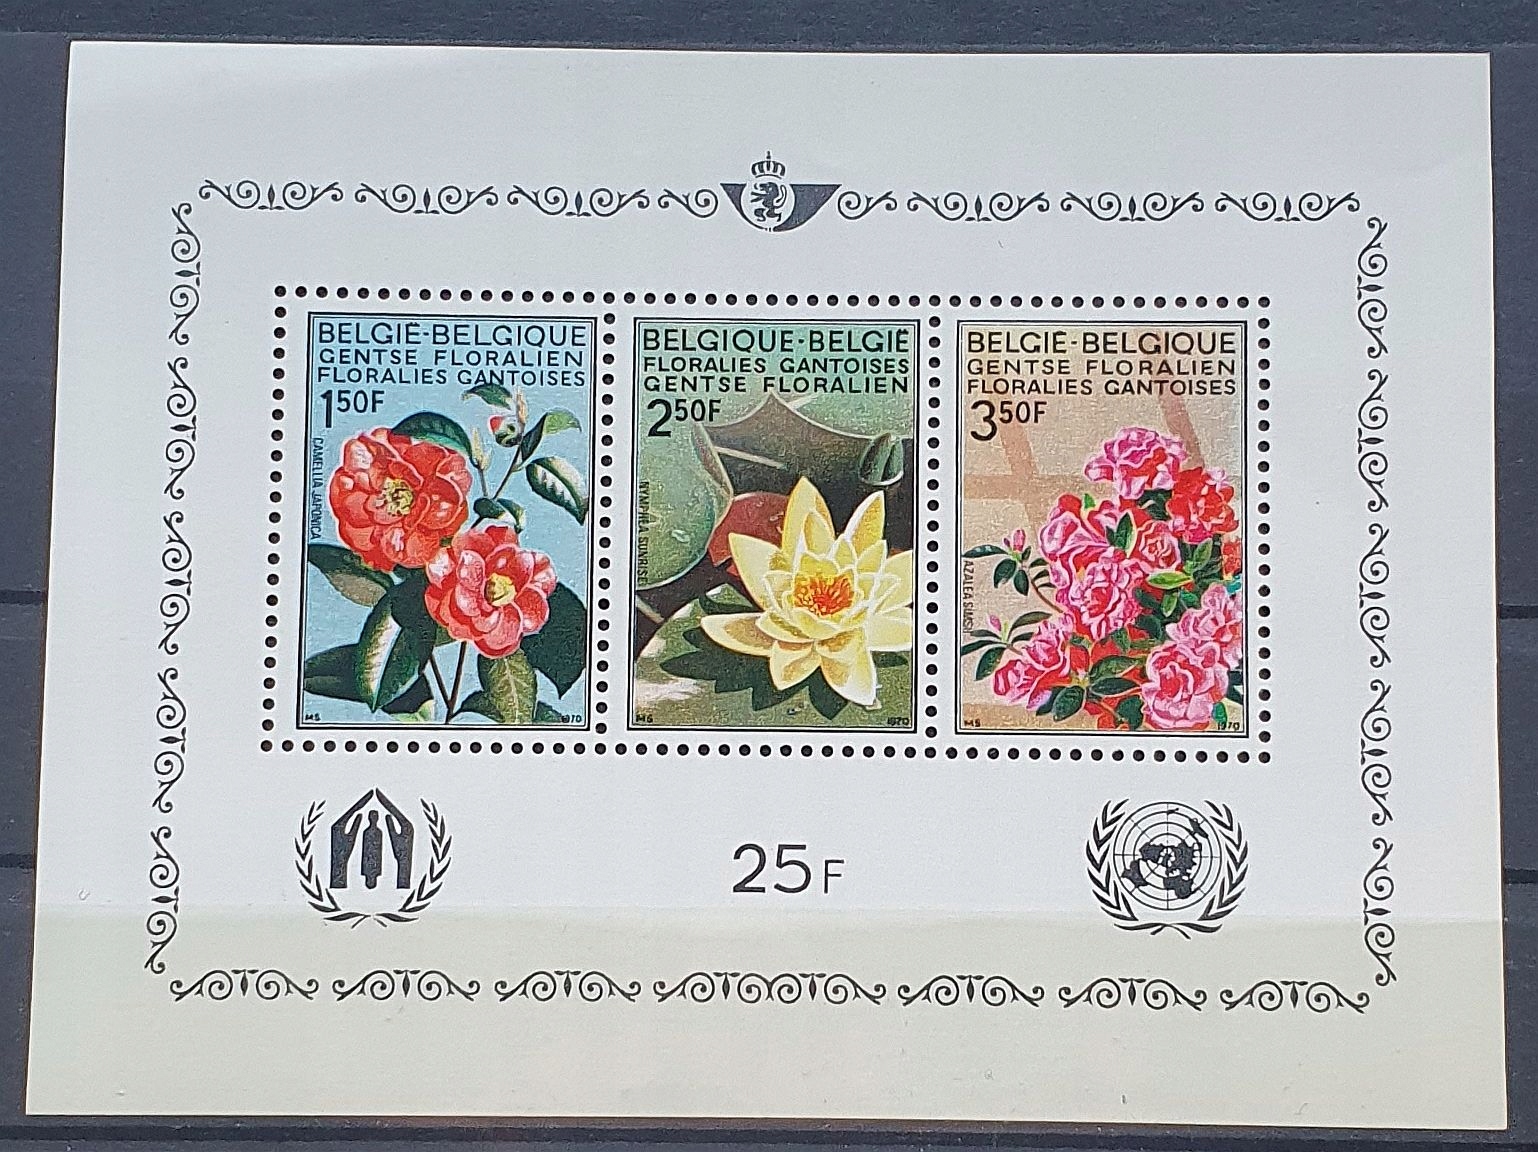 BELGIË-BELGIQUE
GENTSE FLORALIEN
FLORALIES GANTOISES
1 50F
CAMELLIA JAPONICA
MS
1970
BELGIQUE-BELGIË
FLORALIES GANTOISES
GENTSE FLORALIEN
2 50F
NYMPHEA SUNRISE
MS
1970
BELGIË-BELGIQUE
GENTSE FLORALIEN
FLORALIES GANTOISES
3 50F
AZALEA SIMSII
MS
1970
25F